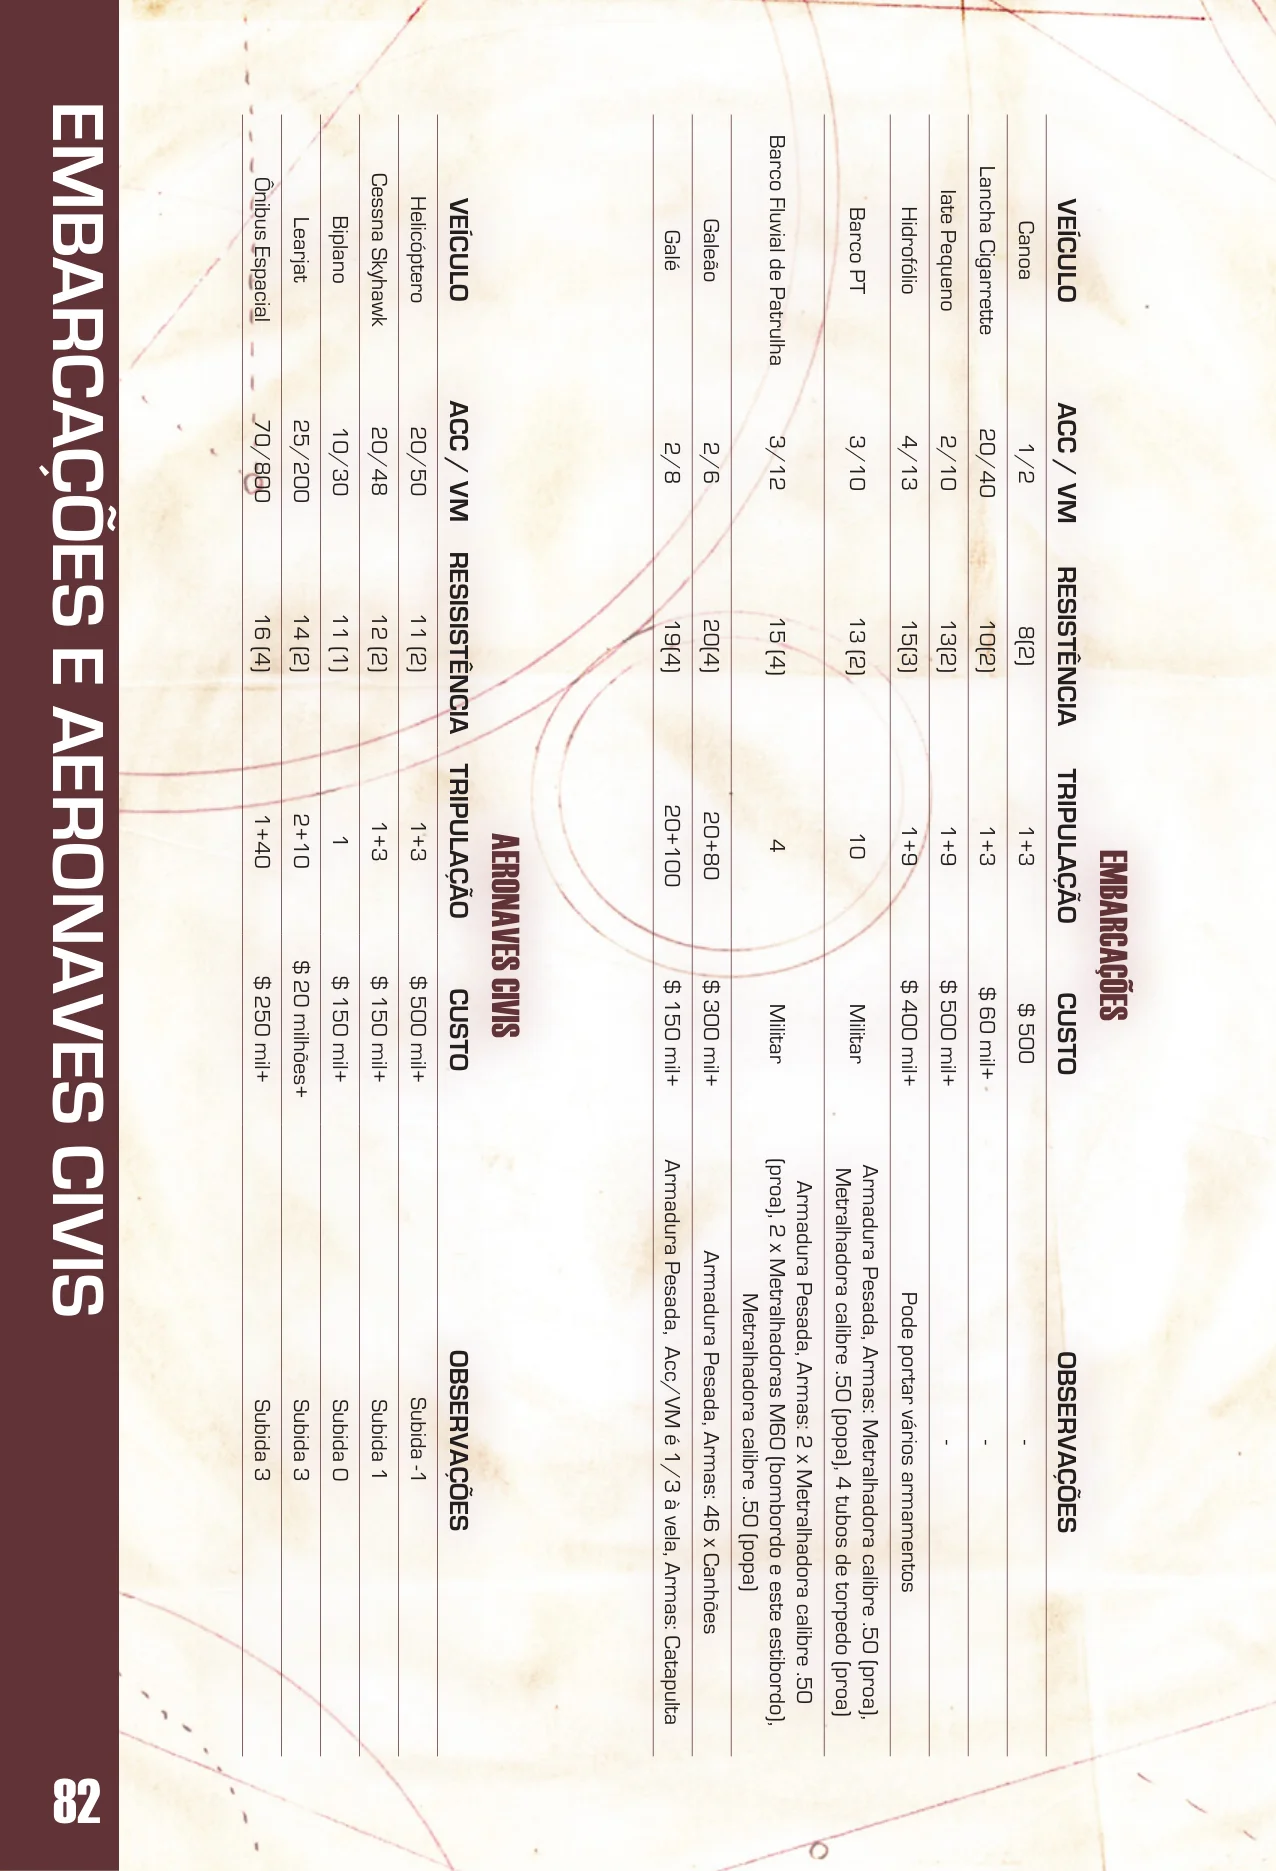 EMBARCAÇÕES
VEÍCULO ACC / VM RESISTÊNCIA TRIPULAÇÃO CUSTO OBSERVAÇÕES
Canoa 1/2 8(2) 1+3 $ 500 -
Lancha Cigarrette 20/40 10(2) 1+3 $ 60 mil+ -
Iate Pequeno 2/10 13(2) 1+9 $ 500 mil+ -
Hidrofólio 4/13 15(3) 1+9 $ 400 mil+ Pode portar vários armamentos
Barco PT 3/10 13 (2) 10 Militar Armadura Pesada, Armas: Metralhadora calibre .50 (proa),
Metralhadora calibre .50 (popa), 4 tubos de torpedo (proa)
Barco Fluvial de Patrulha 3/12 15 (4) 4 Militar Armadura Pesada, Armas: 2 x Metralhadora calibre .50
(proa), 2 x Metralhadoras M60 (bombordo e este estibordo),
Metralhadora calibre .50 (popa)
Galeão 2/6 20(4) 20+80 $ 300 mil+ Armadura Pesada, Armas: 46 x Canhões
Galé 2/8 19(4) 20+100 $ 150 mil+ Armadura Pesada, Acc/VM é 1/3 à vela, Armas: Catapulta
AERONAVES CIVIS
VEÍCULO ACC / VM RESISISTÊNCIA TRIPULAÇÃO CUSTO OBSERVAÇÕES
Helicóptero 20/50 11 (2) 1+3 $ 500 mil+ Subida -1
Cessna Skyhawk 20/48 12 (2) 1+3 $ 150 mil+ Subida 1
Biplano 10/30 11 (1) 1 $ 150 mil+ Subida 0
Learjat 25/200 14 (2) 2+10 $ 20 milhões+ Subida 3
Ônibus Espacial 70/800 16 (4) 1+40 $ 250 mil+ Subida 3
EMBARCAÇÕES E AERONAVES CIVIS
82